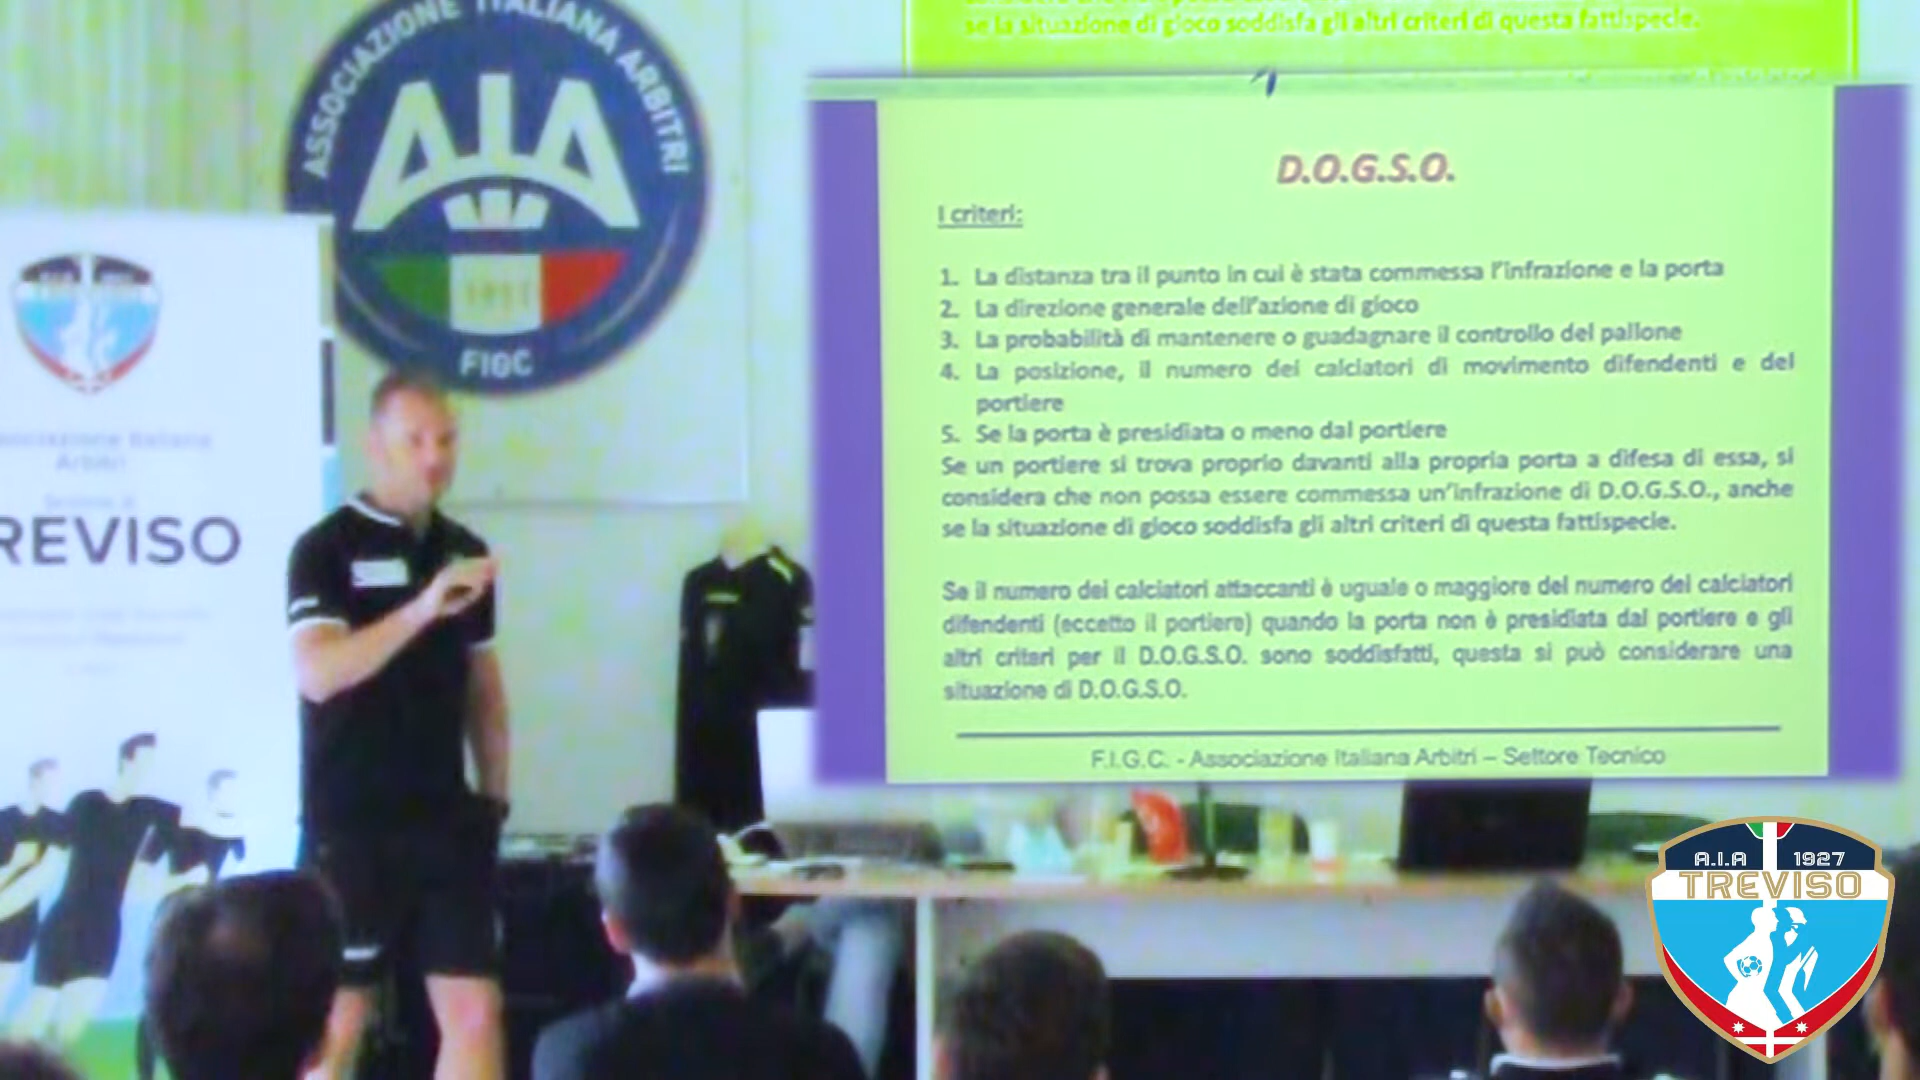 ASSOCIAZIONE ITALIANA ARBITRI
AIA
FIGC
se la situazione di gioco soddisfa gli altri criteri di questa fattispecie.
D.O.G.S.O.
I criteri:
1. La distanza tra il punto in cui è stata commessa l'infrazione e la porta
2. La direzione generale dell'azione di gioco
3. La probabilità di mantenere o guadagnare il controllo del pallone
4. La posizione, il numero dei calciatori di movimento difendenti e del
portiere
5. Se la porta è presidiata o meno dal portiere
Se un portiere si trova proprio davanti alla propria porta a difesa di essa, si
considera che non possa essere commessa un'infrazione di D.O.G.S.O., anche
se la situazione di gioco soddisfa gli altri criteri di questa fattispecie.
Se il numero dei calciatori attaccanti è uguale o maggiore del numero dei calciatori
difendenti (eccetto il portiere) quando la porta non è presidiata dal portiere e gli
altri criteri per il D.O.G.S.O. sono soddisfatti, questa si può considerare una
situazione di D.O.G.S.O.
F.I.G.C. - Associazione Italiana Arbitri – Settore Tecnico
Italiana
Arbitri
REVISO
A.I.A 1927
TREVISO